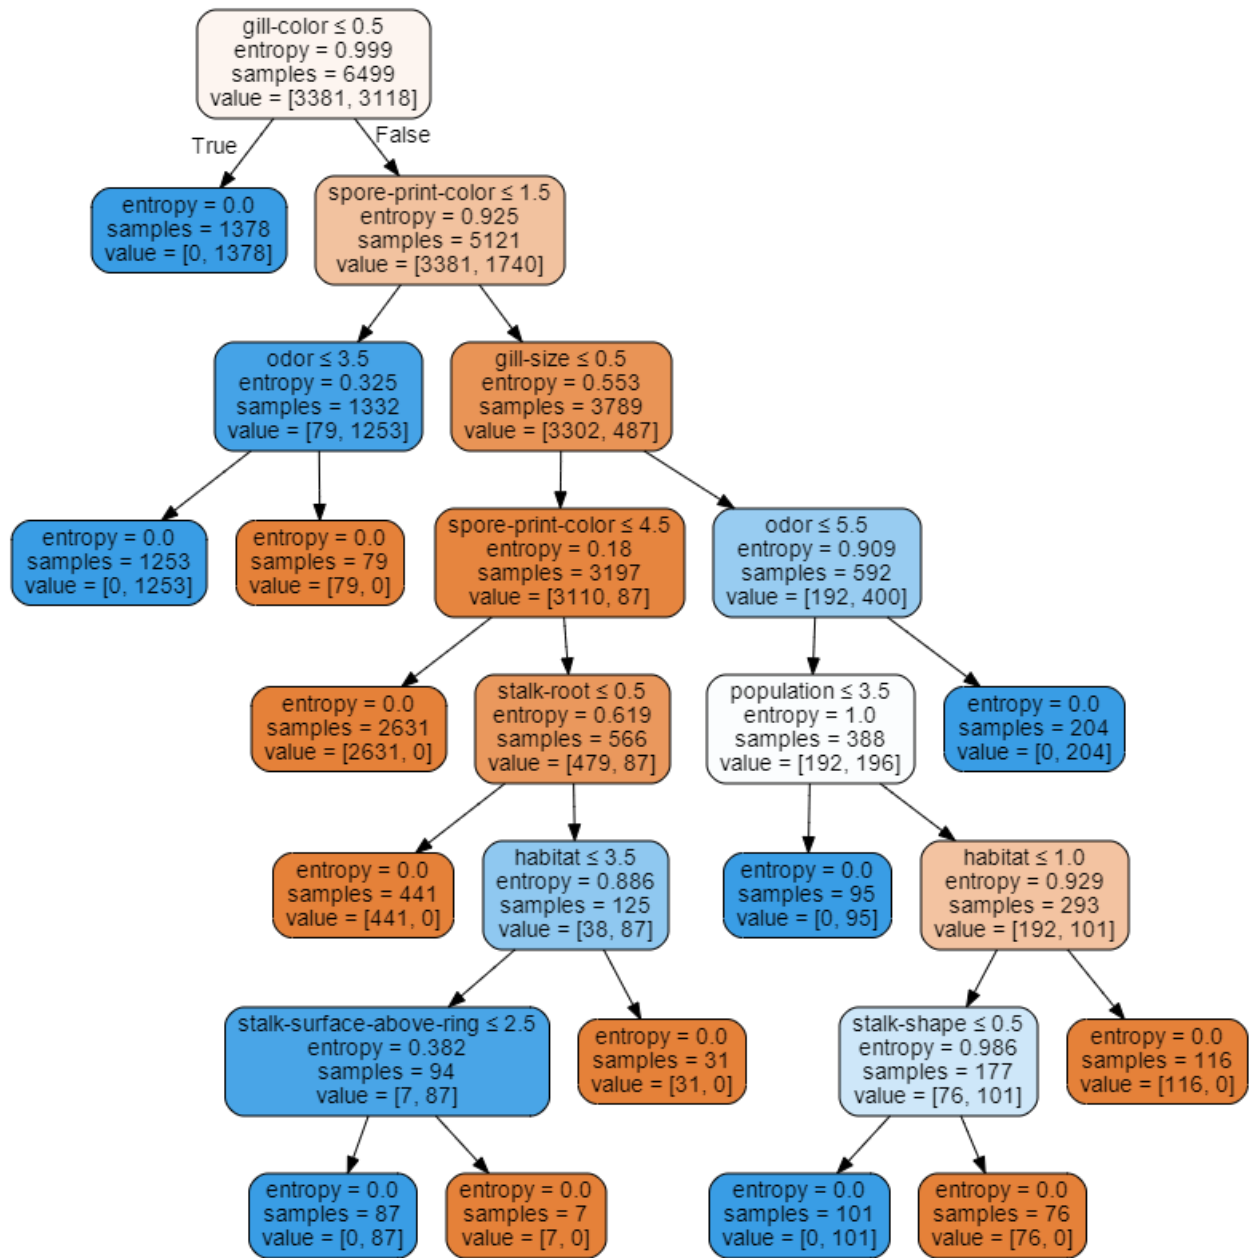 gill-color ≤ 0.5
entropy = 0.999
samples = 6499
value = [3381, 3118]
True
False
entropy = 0.0
samples = 1378
value = [0, 1378]
spore-print-color ≤ 1.5
entropy = 0.925
samples = 5121
value = [3381, 1740]
odor ≤ 3.5
entropy = 0.325
samples = 1332
value = [79, 1253]
gill-size ≤ 0.5
entropy = 0.553
samples = 3789
value = [3302, 487]
entropy = 0.0
samples = 1253
value = [0, 1253]
entropy = 0.0
samples = 79
value = [79, 0]
spore-print-color ≤ 4.5
entropy = 0.18
samples = 3197
value = [3110, 87]
odor ≤ 5.5
entropy = 0.909
samples = 592
value = [192, 400]
entropy = 0.0
samples = 2631
value = [2631, 0]
stalk-root ≤ 0.5
entropy = 0.619
samples = 566
value = [479, 87]
population ≤ 3.5
entropy = 1.0
samples = 388
value = [192, 196]
entropy = 0.0
samples = 204
value = [0, 204]
entropy = 0.0
samples = 441
value = [441, 0]
habitat ≤ 3.5
entropy = 0.886
samples = 125
value = [38, 87]
entropy = 0.0
samples = 95
value = [0, 95]
habitat ≤ 1.0
entropy = 0.929
samples = 293
value = [192, 101]
stalk-surface-above-ring ≤ 2.5
entropy = 0.382
samples = 94
value = [7, 87]
entropy = 0.0
samples = 31
value = [31, 0]
stalk-shape ≤ 0.5
entropy = 0.986
samples = 177
value = [76, 101]
entropy = 0.0
samples = 116
value = [116, 0]
entropy = 0.0
samples = 87
value = [0, 87]
entropy = 0.0
samples = 7
value = [7, 0]
entropy = 0.0
samples = 101
value = [0, 101]
entropy = 0.0
samples = 76
value = [76, 0]